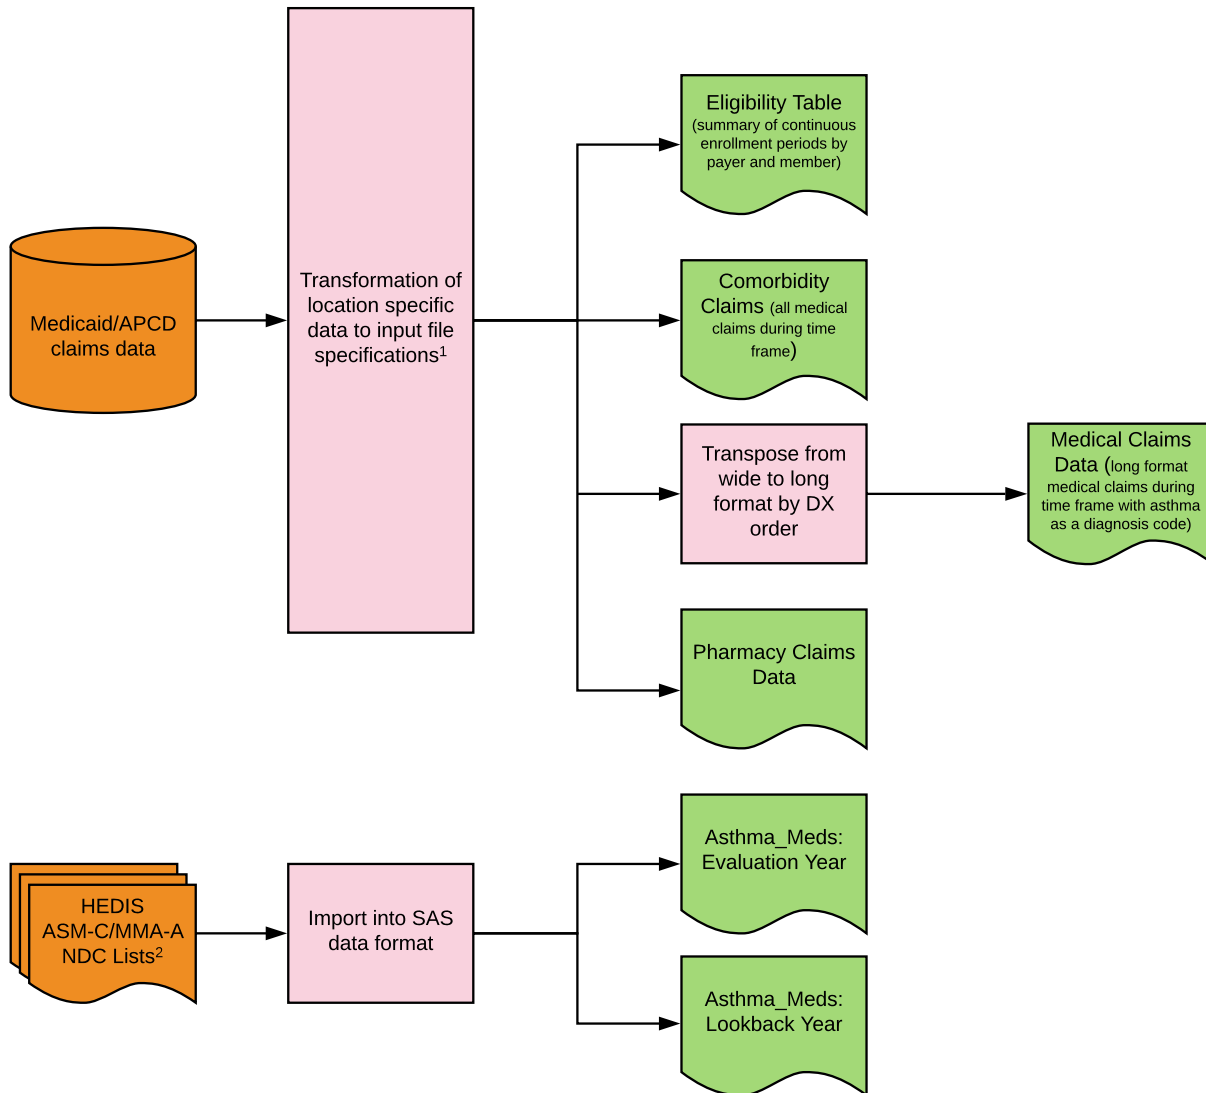 Eligibility Table
(summary of continuous
enrollment periods by
payer and member)
Medicaid/APCD
claims data
Transformation of
location specific
data to input file
specifications¹
Comorbidity
Claims (all medical
claims during time
frame)
Transpose from
wide to long
format by DX
order
Medical Claims
Data (long format
medical claims during
time frame with asthma
as a diagnosis code)
Pharmacy Claims
Data
HEDIS
ASM-C/MMA-A
NDC Lists²
Import into SAS
data format
Asthma_Meds:
Evaluation Year
Asthma_Meds:
Lookback Year